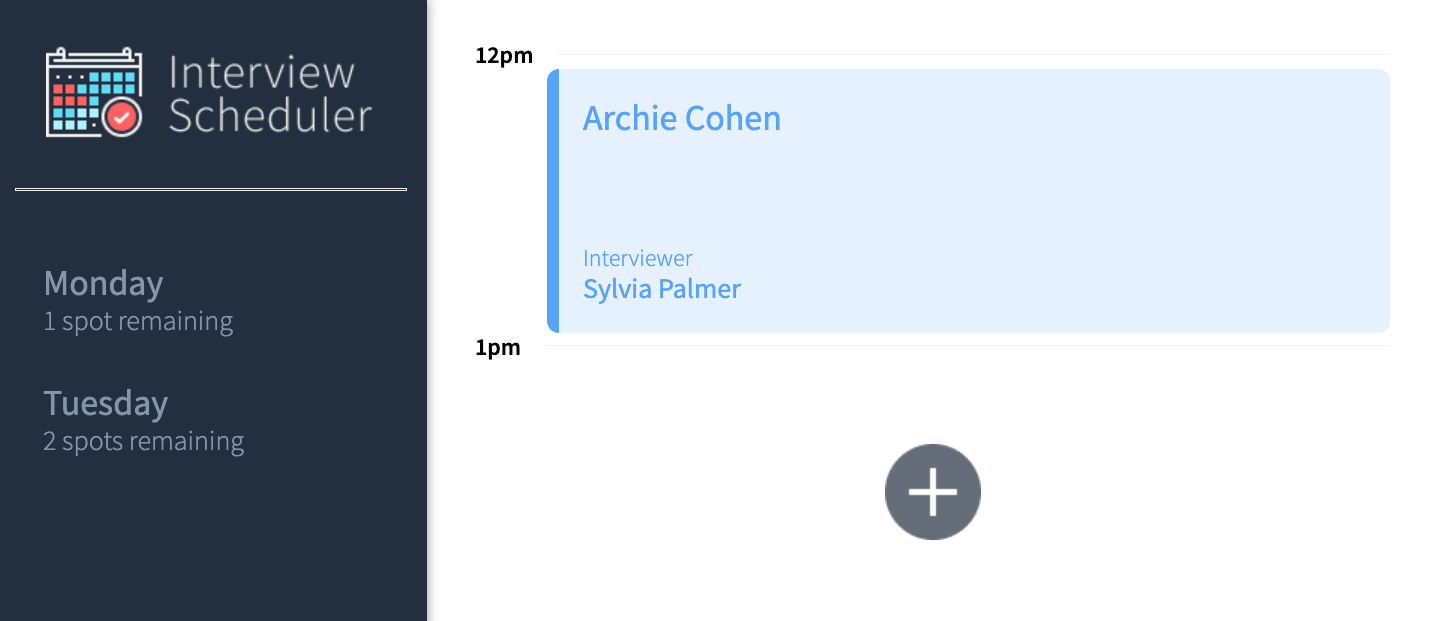 Interview
Scheduler
Monday
1 spot remaining
Tuesday
2 spots remaining
12pm
Archie Cohen
Interviewer
Sylvia Palmer
1pm